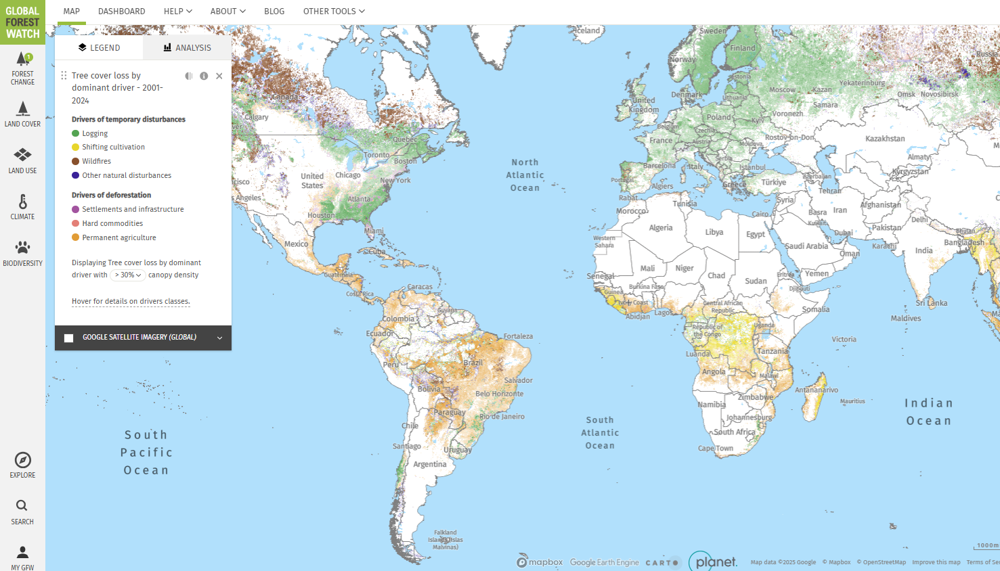 GLOBAL
FOREST
WATCH
MAP
DASHBOARD
HELP
ABOUT
BLOG
OTHER TOOLS
1
FOREST
CHANGE
LAND COVER
LAND USE
CLIMATE
BIODIVERSITY
EXPLORE
SEARCH
MY GFW
LEGEND
ANALYSIS
Tree cover loss by
dominant driver - 2001-
2024
Drivers of temporary disturbances
Logging
Shifting cultivation
Wildfires
Other natural disturbances
Drivers of deforestation
Settlements and infrastructure
Hard commodities
Permanent agriculture
Displaying Tree cover loss by dominant
driver with > 30% canopy density
Hover for details on drivers classes.
GOOGLE SATELLITE IMAGERY (GLOBAL)
Iceland
Sweden
Finland
Norway
Russia
Estonia
Canada
Calgary
Moscow
Kazan
Yekaterinburg
Omsk
Novosibirsk
Denmark
Lithuania
United
Kingdom
Samara
Voronezh
Poland
Kyiv
Belgium
Czechia
Quebec
Toronto
Boston
France
Austria
Moldova
Rostov-on-Don
Kazakhstan
Almaty
Serbia
Barcelona
Italy
Istanbul
Kyrgyzstan
United
States
Chicago
New York
North
Atlantic
Ocean
Portugal
Algiers
Greece
Türkiye
Azerbaijan
Tehran
Angeles
Atlanta
Houston
Miami
Rabat
Morocco
Tunisia
Syria
Cairo
Basra
Iran
Kuwait
Afghanistan
Pakistan
Delhi
Bhutan
Bangladesh
Mexico
Cuba
Western
Sahara
Algeria
Libya
Egypt
Saudi Arabia
Dubai
Oman
Karachi
India
Guatemala
Costa Rica
Caracas
Senegal
Mali
Niger
Chad
Sudan
Eritrea
Yemen
Guinea
Burkina Faso
Djibouti
Abidjan
Lagos
Central African
Republic
Somalia
Sri Lanka
Maldives
Colombia
Guyana
Ecuador
Fortaleza
Republic of
the Congo
Uganda
Victoria
Peru
Brazil
Luanda
Tanzania
Salvador
Bolivia
Belo Horizonte
Angola
Malawi
Antananarivo
Zimbabwe
Mauritius
Paraguay
Rio de Janeiro
Namibia
Johannesburg
Chile
South
Atlantic
Ocean
South Africa
Indian
Ocean
South
Pacific
Ocean
Santiago
Uruguay
Cape Town
Argentina
Falkland
Islands (Islas
Malvinas)
1000m
mapbox
Google Earth Engine
CARTO
planet.
Map data ©2025 Google
© Mapbox
© OpenStreetMap
Improve this map
Terms of Se